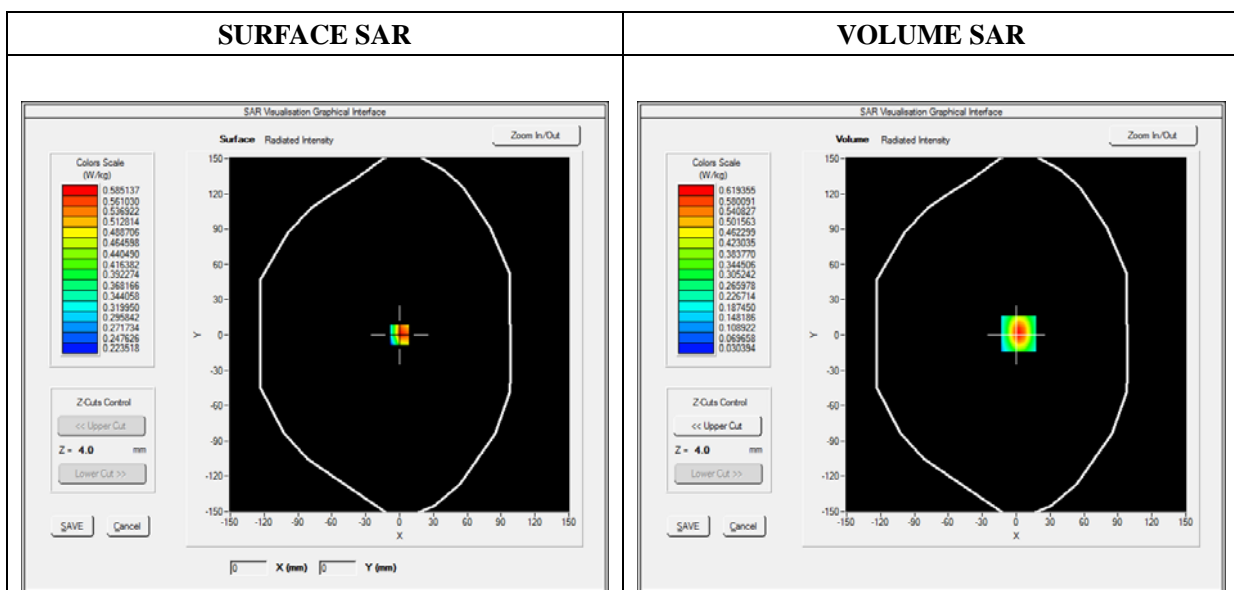 SURFACE SAR
VOLUME SAR
SAR Visualisation Graphical Interface
Surface Radiated Intensity
Zoom In/Out
Colors Scale
(W/kg)
0.585137
0.561030
0.536922
0.512814
0.488706
0.464598
0.440490
0.416382
0.392274
0.368166
0.344058
0.319950
0.295842
0.271734
0.247626
0.223518
Z-Cuts Control
<< Upper Cut
Z = 4.0 mm
Lower Cut >>
SAVE Cancel
150
120
90
60
30
0
-30
-60
-90
-120
-150
Y
-150 -120 -90 -60 -30 0 30 60 90 120 150
X
0 X (mm) 0 Y (mm)
SAR Visualisation Graphical Interface
Volume Radiated Intensity
Zoom In/Out
Colors Scale
(W/kg)
0.619355
0.580091
0.540827
0.501563
0.462299
0.423035
0.383770
0.344506
0.305242
0.265978
0.226714
0.187450
0.148186
0.108922
0.069658
0.030394
Z-Cuts Control
<< Upper Cut
Z = 4.0 mm
Lower Cut >>
SAVE Cancel
150
120
90
60
30
0
-30
-60
-90
-120
-150
Y
-150 -120 -90 -60 -30 0 30 60 90 120 150
X